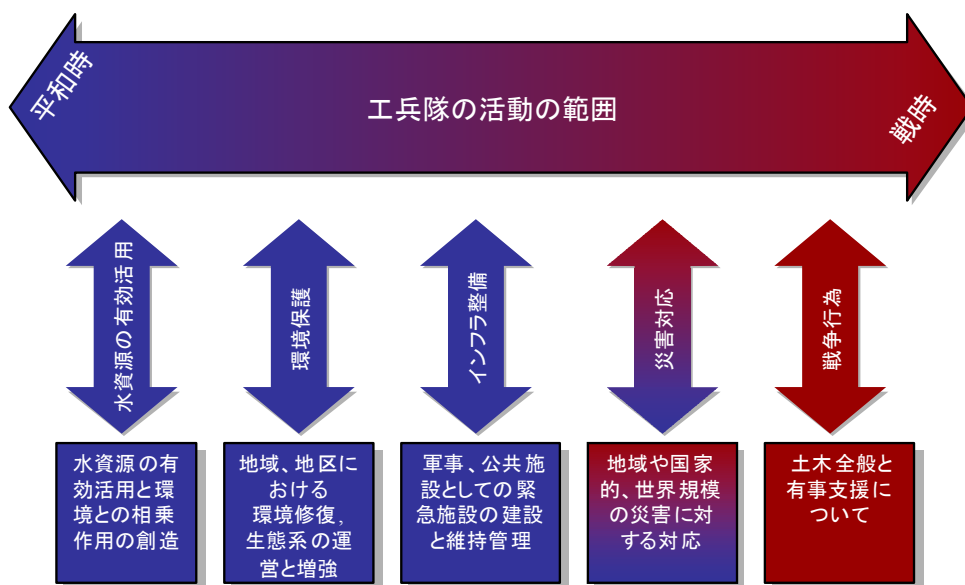 平和時
工兵隊の活動の範囲
戦時
水資源の有効活用
環境保護
インフラ整備
災害対応
戦争行為
水資源の有
効活用と環
境との相乗
作用の創造
地域、地区に
おける
環境修復,
生態系の運
営と増強
軍事、公共施
設としての緊
急施設の建設
と維持管理
地域や国家
的、世界規模
の災害に対
する対応
土木全般と
有事支援に
ついて